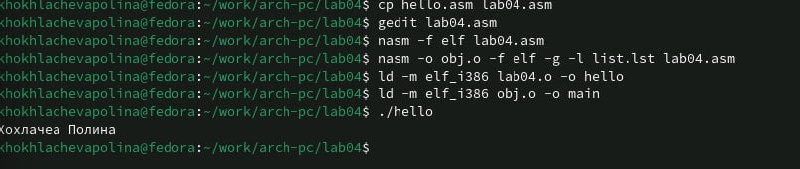 khokhlachevapolina@fedora:~/work/arch-pc/lab04$ cp hello.asm lab04.asm
khokhlachevapolina@fedora:~/work/arch-pc/lab04$ gedit lab04.asm
khokhlachevapolina@fedora:~/work/arch-pc/lab04$ nasm -f elf lab04.asm
khokhlachevapolina@fedora:~/work/arch-pc/lab04$ nasm -o obj.o -f elf -g -l list.lst lab04.asm
khokhlachevapolina@fedora:~/work/arch-pc/lab04$ ld -m elf_i386 lab04.o -o hello
khokhlachevapolina@fedora:~/work/arch-pc/lab04$ ld -m elf_i386 obj.o -o main
khokhlachevapolina@fedora:~/work/arch-pc/lab04$ ./hello
Хохлачеа Полина
khokhlachevapolina@fedora:~/work/arch-pc/lab04$